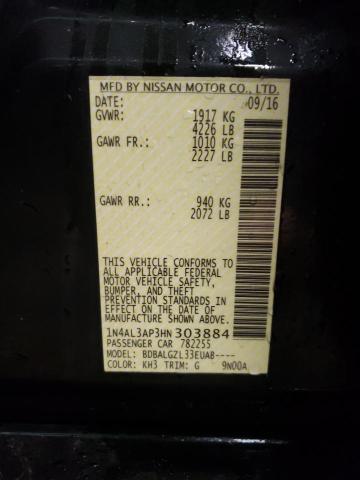 MFD BY NISSAN MOTOR CO., LTD.
DATE: 09/16
GVWR: 1917 KG
4226 LB
GAWR FR.: 1010 KG
2227 LB
GAWR RR.: 940 KG
2072 LB
THIS VEHICLE CONFORMS TO
ALL APPLICABLE FEDERAL
MOTOR VEHICLE SAFETY,
BUMPER, AND THEFT
PREVENTION STANDARDS IN
EFFECT ON THE DATE OF
MANUFACTURE SHOWN ABOVE.
1N4AL3AP3HN303884
PASSENGER CAR 782255
MODEL: BDBALGZL33EUAB----
COLOR: KH3 TRIM: G 9N00A